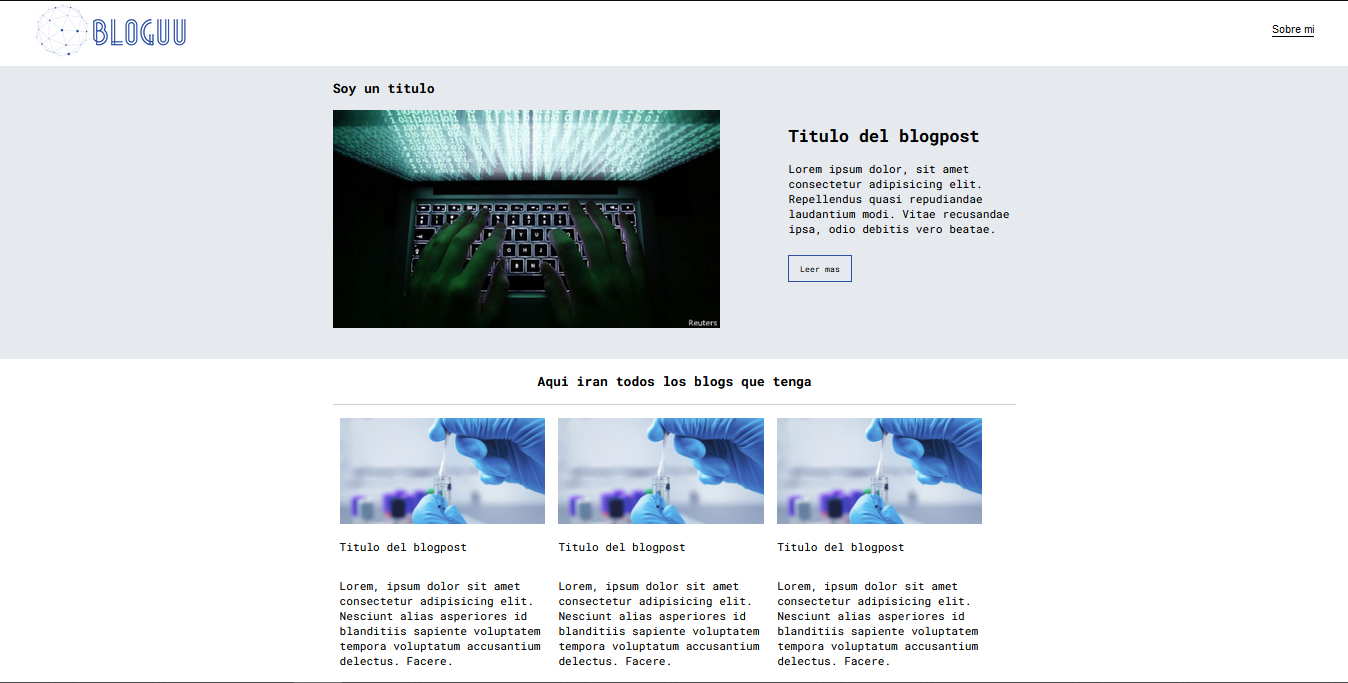 BLOGUU
Sobre mi
Soy un titulo
Reuters
Titulo del blogpost
Lorem ipsum dolor, sit amet
consectetur adipisicing elit.
Repellendus quasi repudiandae
laudantium modi. Vitae recusandae
ipsa, odio debitis vero beatae.
Leer mas
Aqui iran todos los blogs que tenga
Titulo del blogpost
Lorem, ipsum dolor sit amet
consectetur adipisicing elit.
Nesciunt alias asperiores id
blanditiis sapiente voluptatem
tempora voluptatum accusantium
delectus. Facere.
Titulo del blogpost
Lorem, ipsum dolor sit amet
consectetur adipisicing elit.
Nesciunt alias asperiores id
blanditiis sapiente voluptatem
tempora voluptatum accusantium
delectus. Facere.
Titulo del blogpost
Lorem, ipsum dolor sit amet
consectetur adipisicing elit.
Nesciunt alias asperiores id
blanditiis sapiente voluptatem
tempora voluptatum accusantium
delectus. Facere.